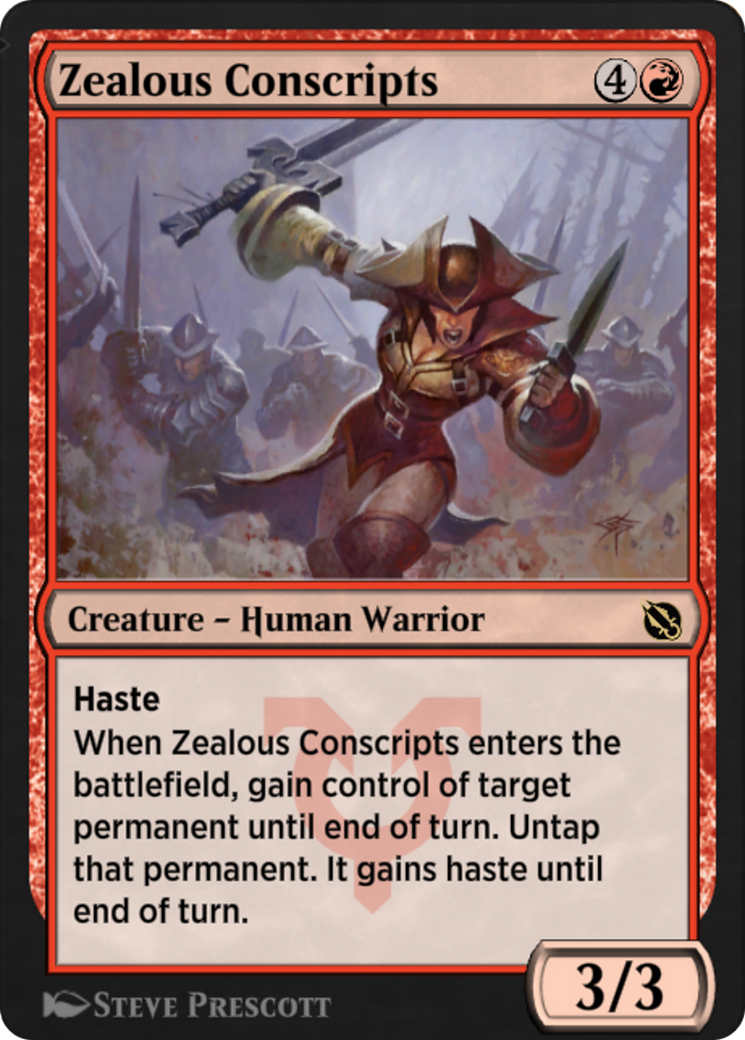 Zealous Conscripts 4
Creature – Human Warrior
Haste
When Zealous Conscripts enters the
battlefield, gain control of target
permanent until end of turn. Untap
that permanent. It gains haste until
end of turn.
3/3
Steve Prescott